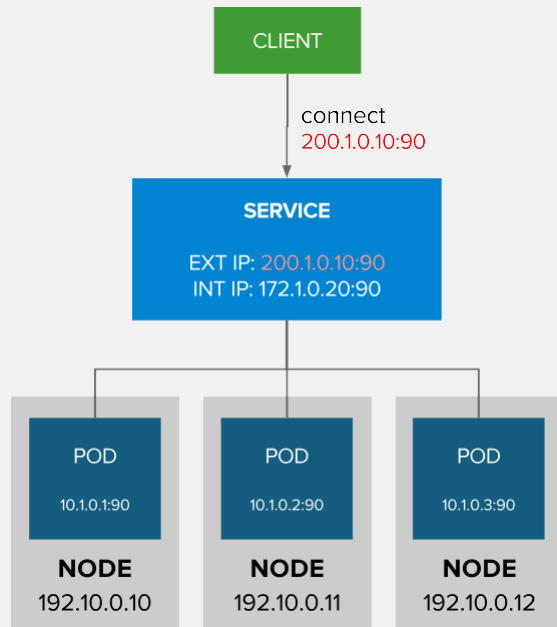 CLIENT
connect
200.1.0.10:90
SERVICE
EXT IP: 200.1.0.10:90
INT IP: 172.1.0.20:90
POD
10.1.0.1:90
NODE
192.10.0.10
POD
10.1.0.2:90
NODE
192.10.0.11
POD
10.1.0.3:90
NODE
192.10.0.12